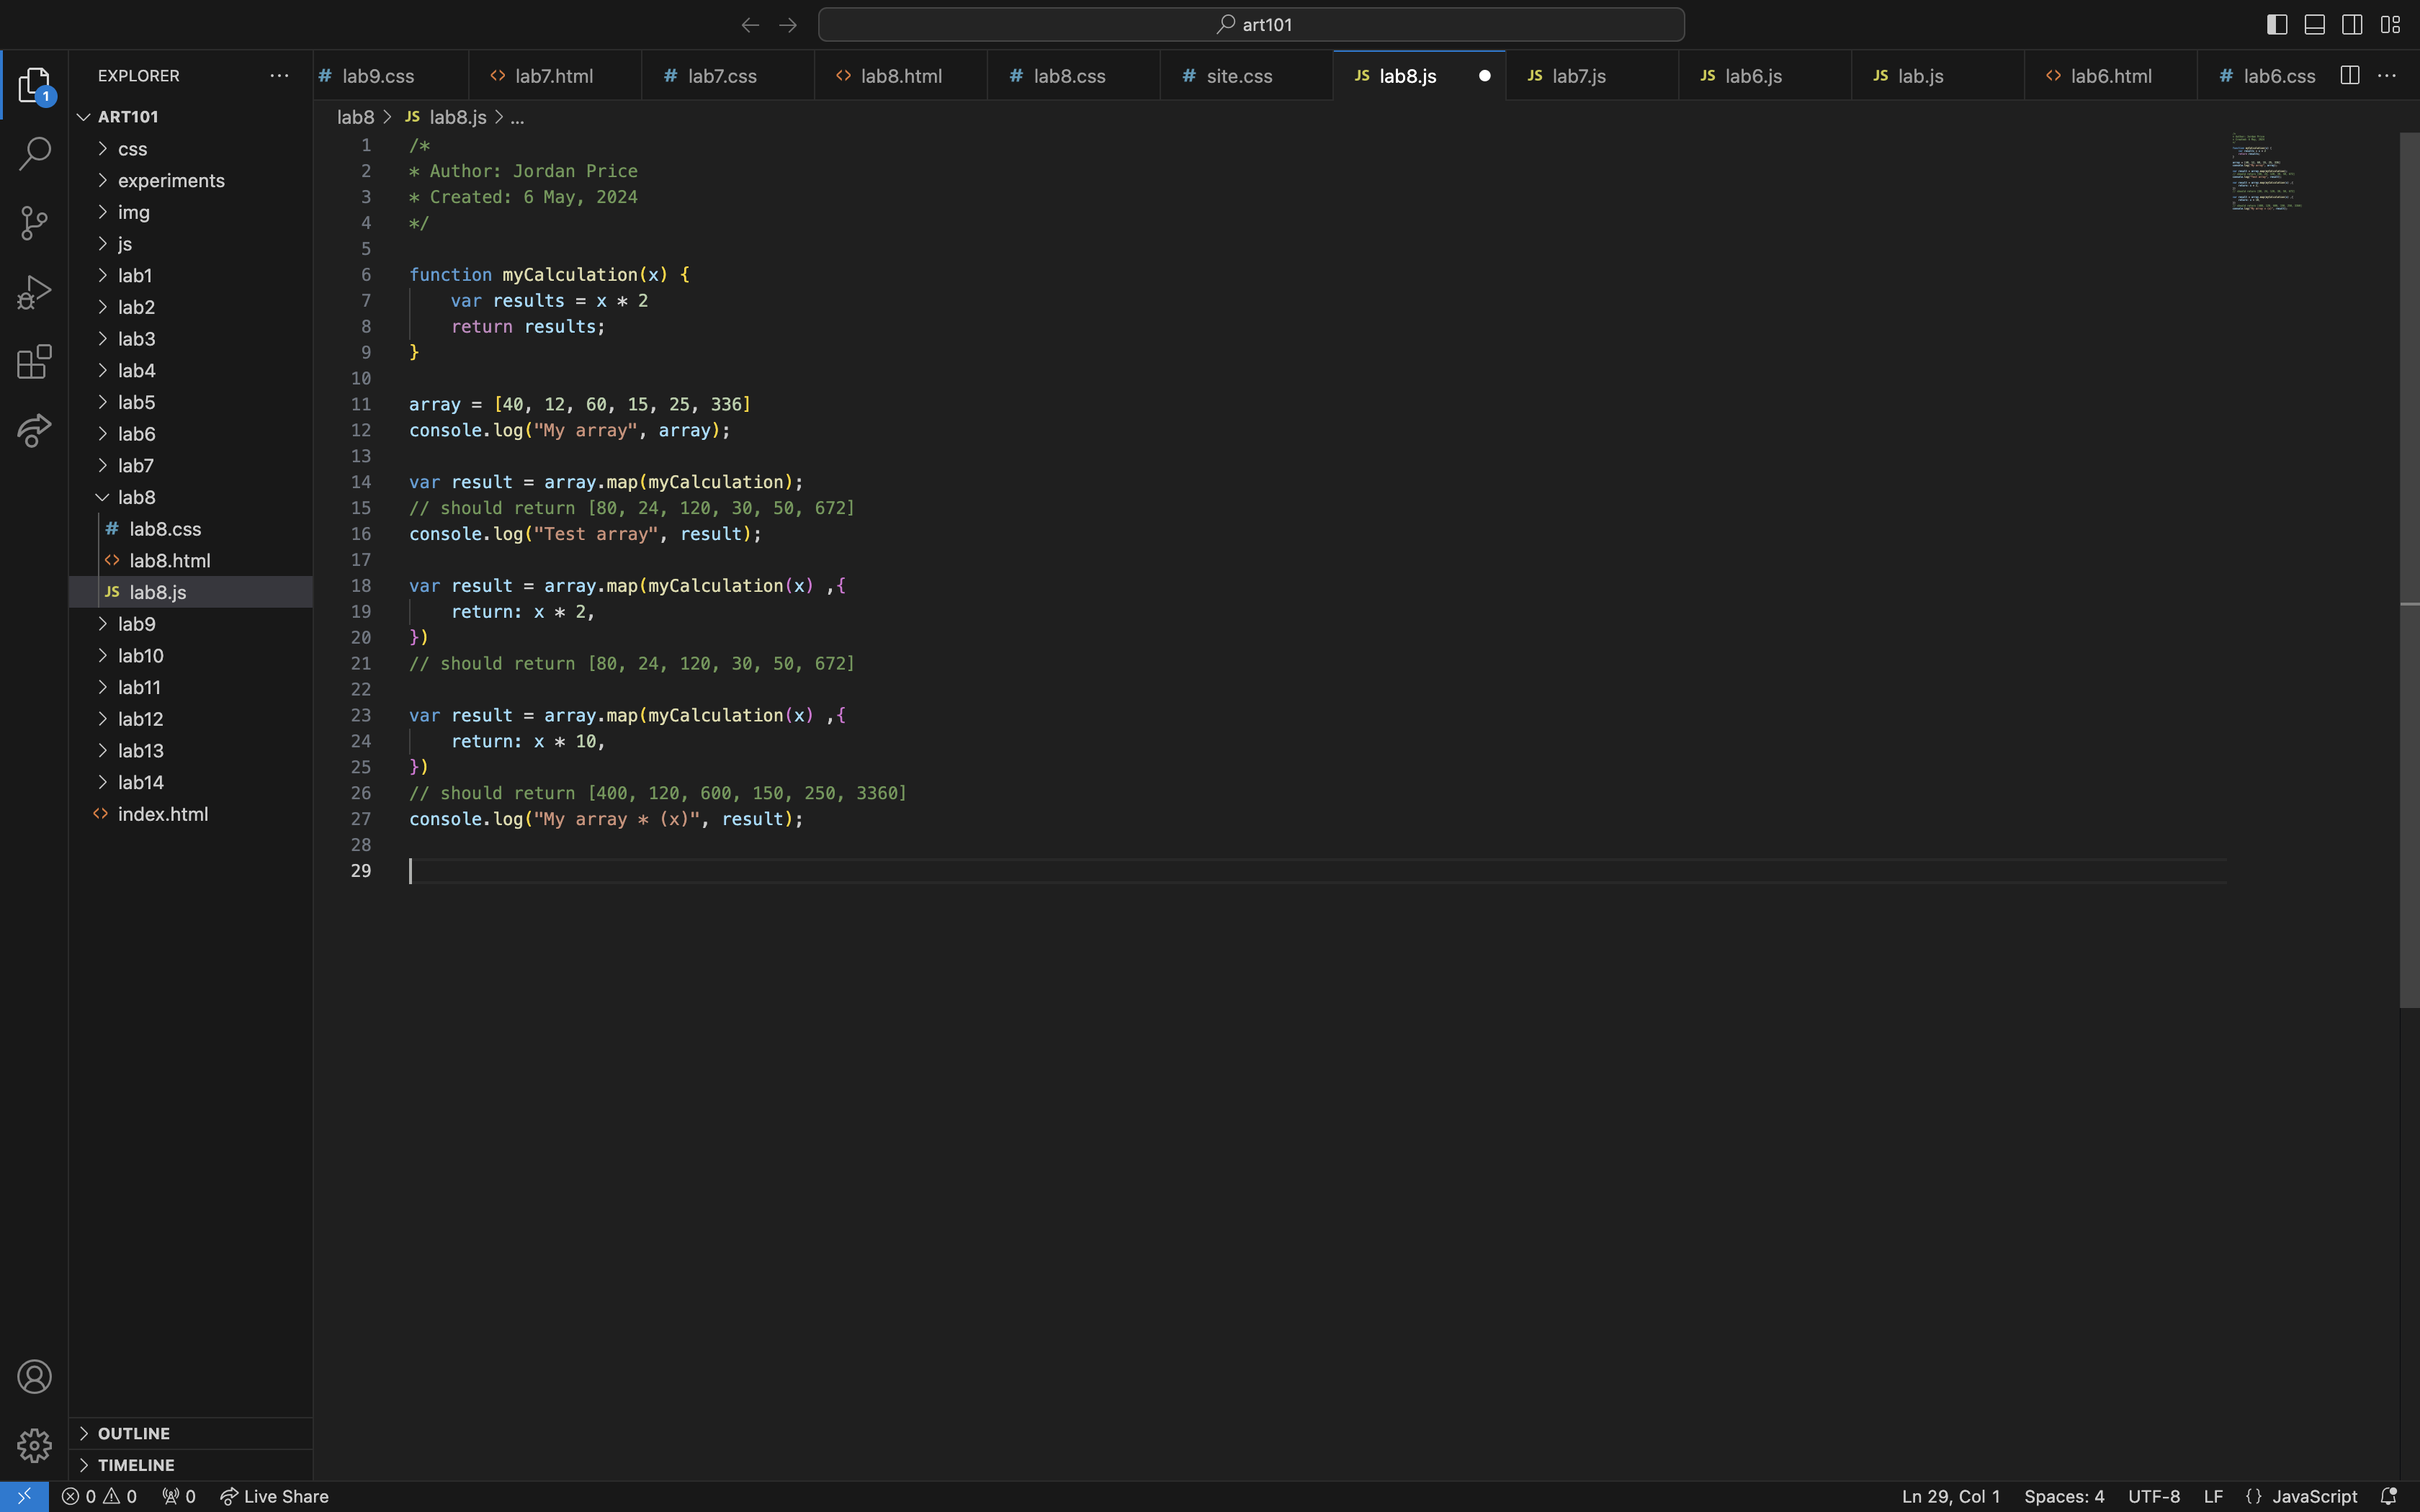 art101
EXPLORER
lab9.css
lab7.html
lab7.css
lab8.html
lab8.css
site.css
JS lab8.js
JS lab7.js
JS lab6.js
JS lab.js
lab6.html
lab6.css
1
ART101
css
experiments
img
js
lab1
lab2
lab3
lab4
lab5
lab6
lab7
lab8
# lab8.css
<> lab8.html
JS lab8.js
lab9
lab10
lab11
lab12
lab13
lab14
<> index.html
OUTLINE
TIMELINE
lab8 > JS lab8.js > ...
1 /*
2 * Author: Jordan Price
3 * Created: 6 May, 2024
4 */
5
6 function myCalculation(x) {
7 var results = x * 2
8 return results;
9 }
10
11 array = [40, 12, 60, 15, 25, 336]
12 console.log("My array", array);
13
14 var result = array.map(myCalculation);
15 // should return [80, 24, 120, 30, 50, 672]
16 console.log("Test array", result);
17
18 var result = array.map(myCalculation(x) ,{
19 return: x * 2,
20 })
21 // should return [80, 24, 120, 30, 50, 672]
22
23 var result = array.map(myCalculation(x) ,{
24 return: x * 10,
25 })
26 // should return [400, 120, 600, 150, 250, 3360]
27 console.log("My array * (x)", result);
28
29
0 0 0 Live Share
Ln 29, Col 1 Spaces: 4 UTF-8 LF {} JavaScript